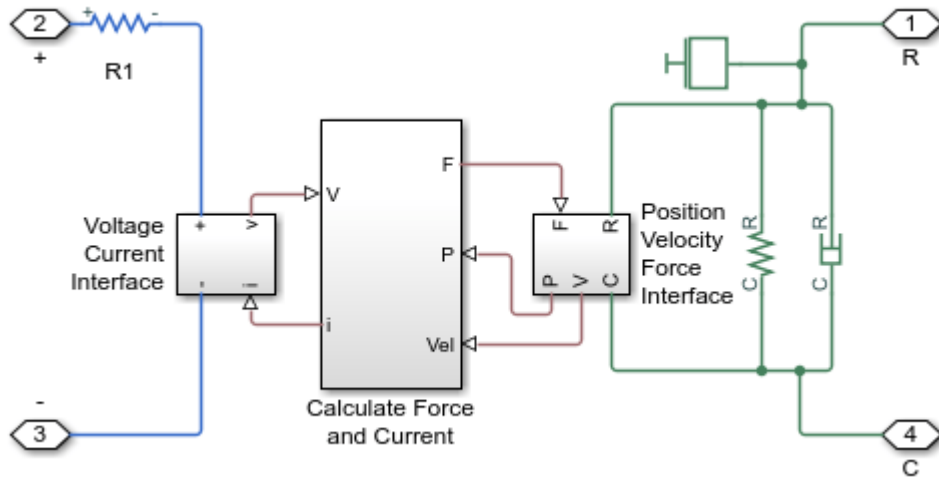 2
+
+ -
R1
1
R
Voltage
Current
Interface
+ v
- i
V
F
P
i
Vel
Calculate Force
and Current
F R
P V C
Position
Velocity
Force
Interface
R
C
R
C
-
3
4
C